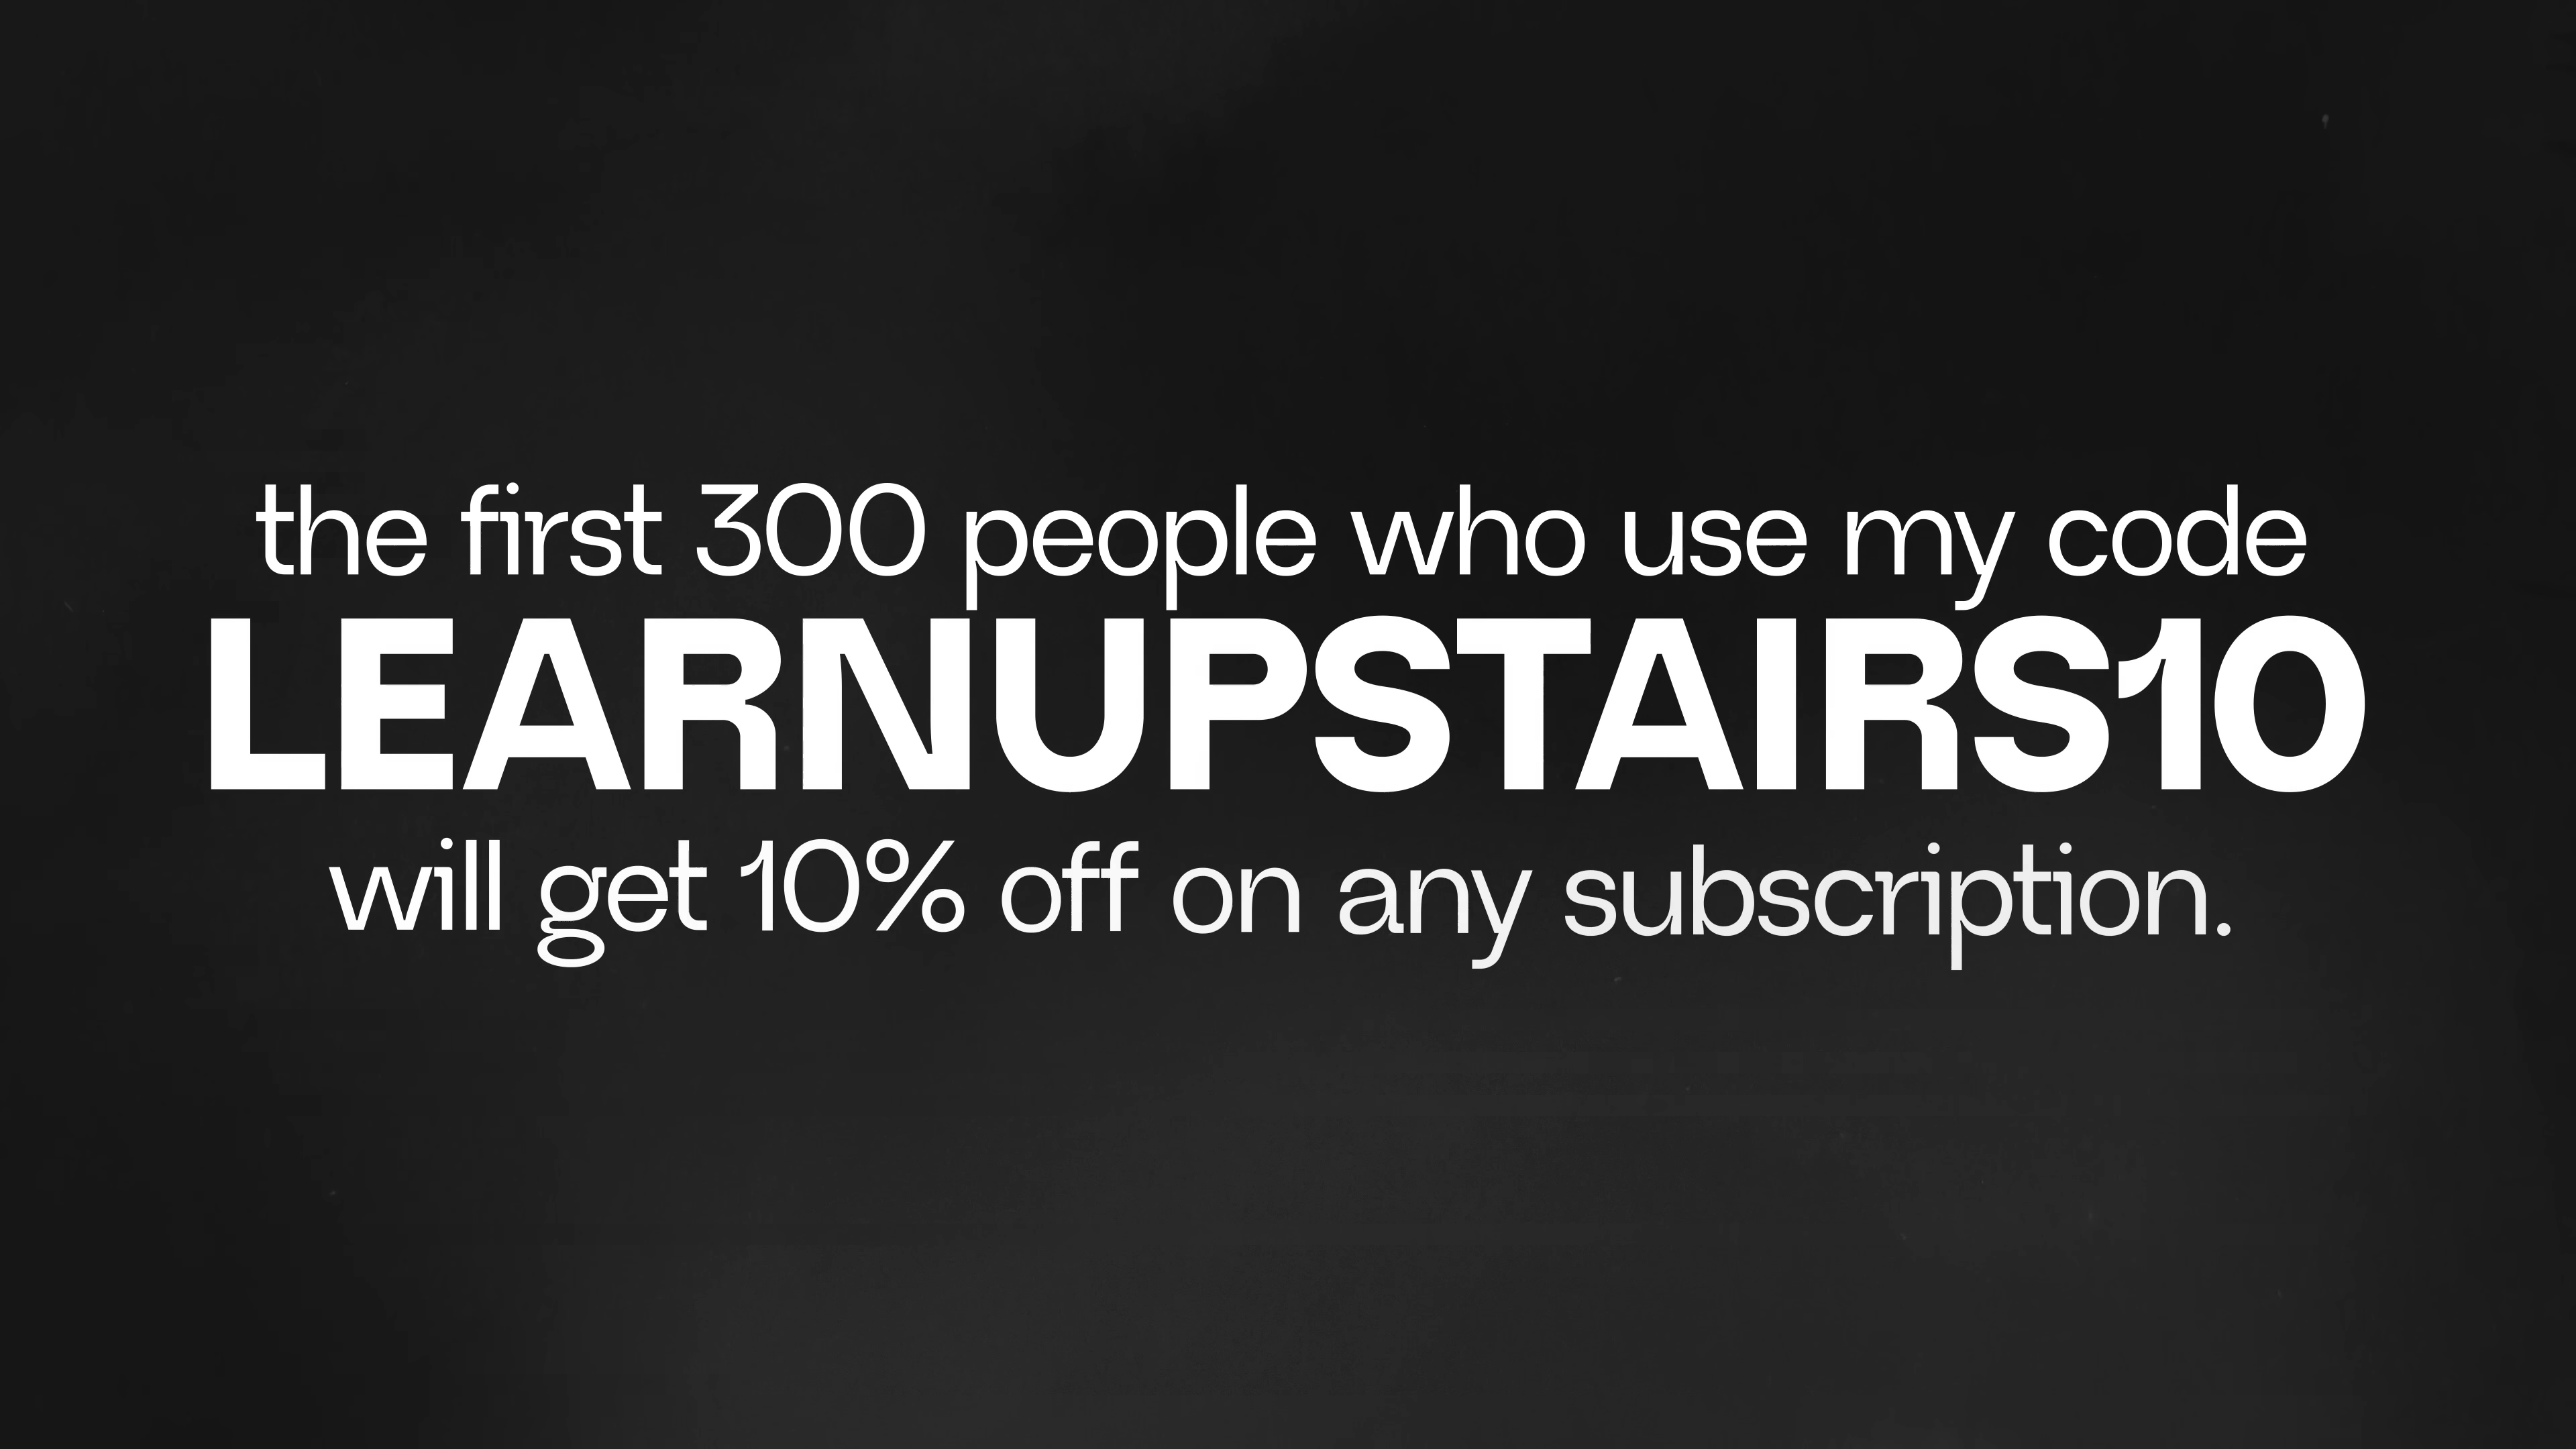 the first 300 people who use my code
LEARNUPSTAIRS10
will get 10% off on any subscription.